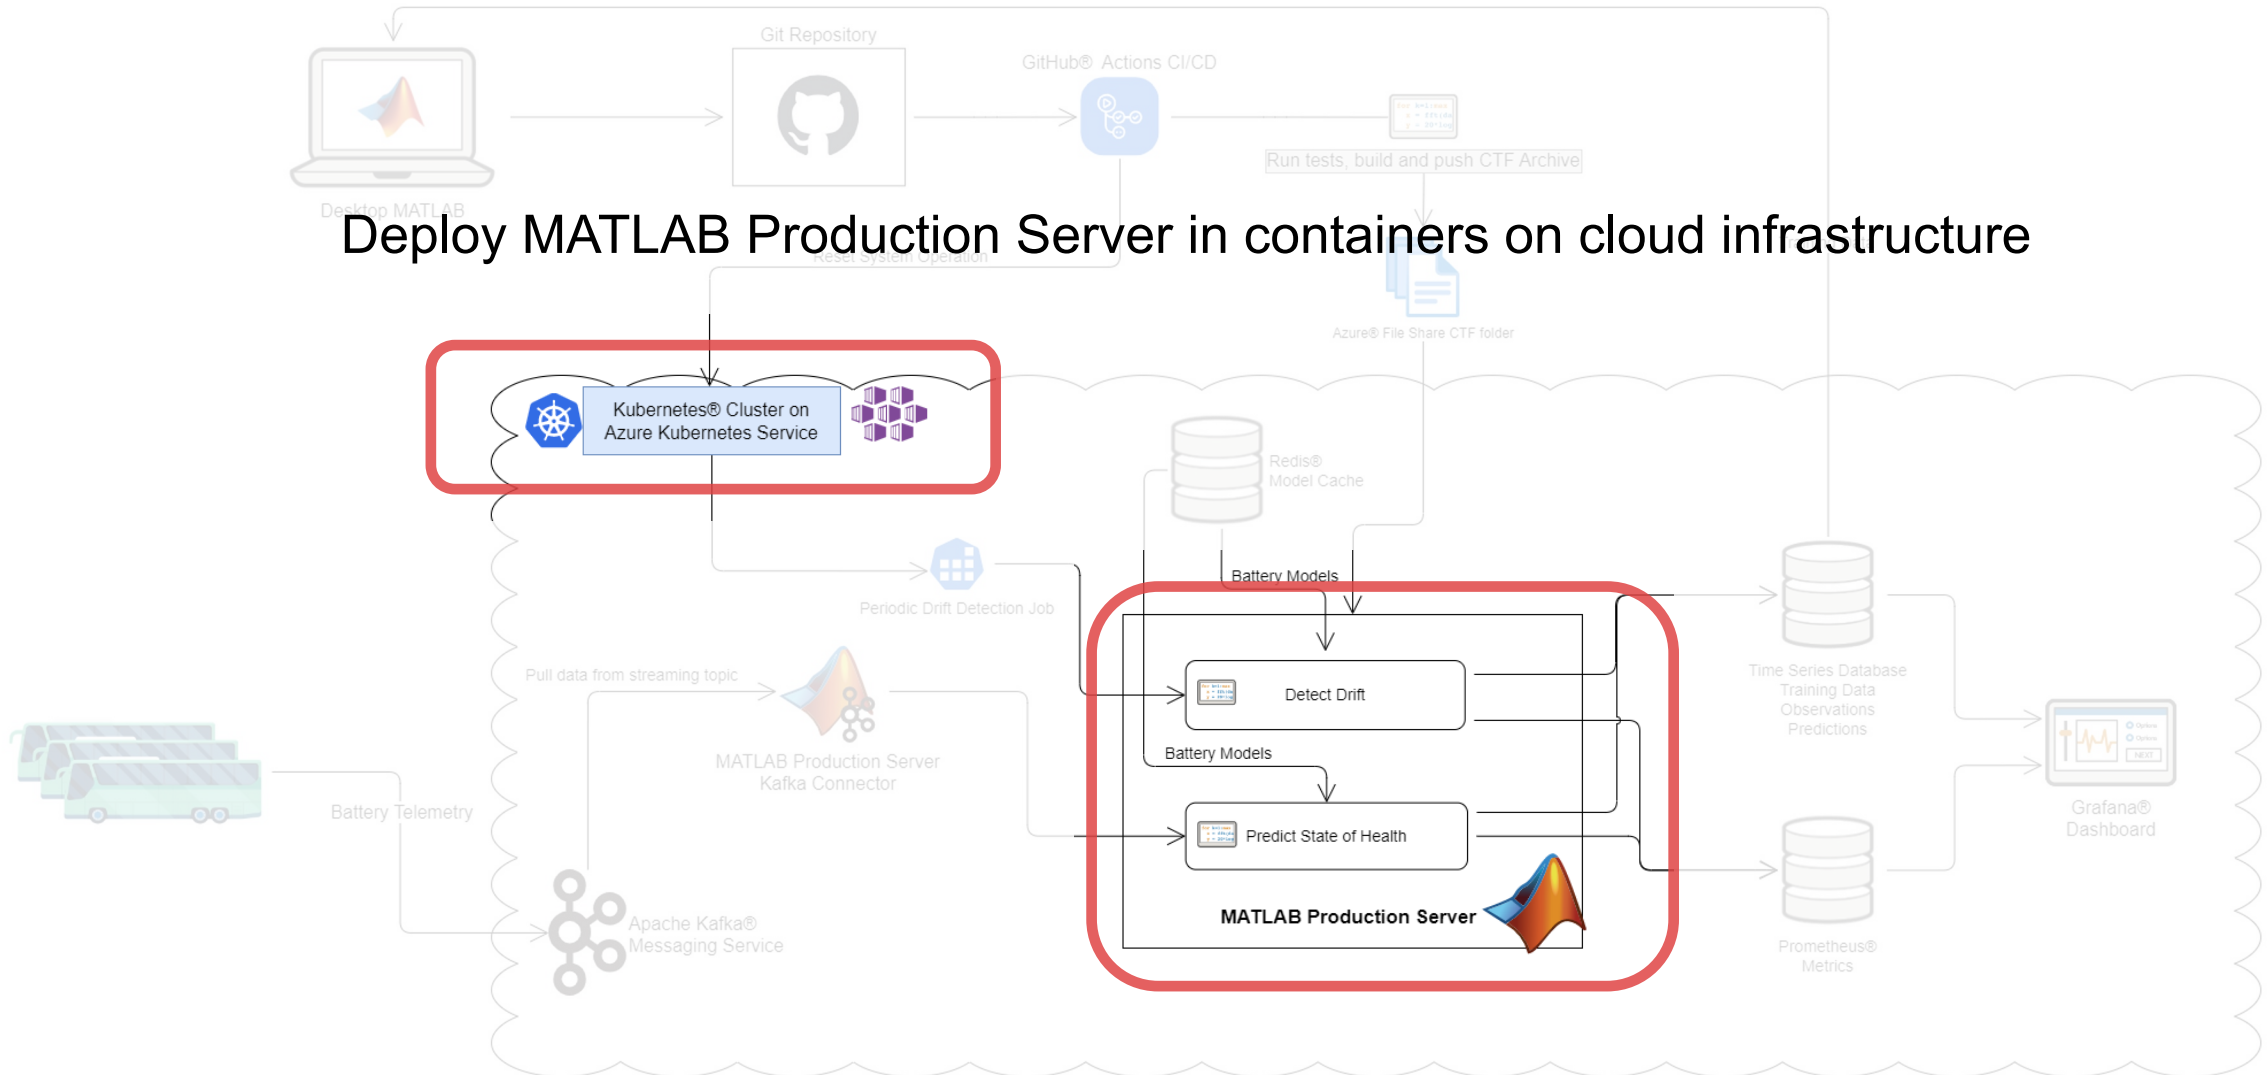 Git Repository
GitHub® Actions CI/CD
Run tests, build and push CTF Archive
Desktop MATLAB
Deploy MATLAB Production Server in containers on cloud infrastructure
Reset System Operation
Azure® File Share CTF folder
Kubernetes® Cluster on
Azure Kubernetes Service
Redis®
Model Cache
Battery Models
Periodic Drift Detection Job
Pull data from streaming topic
Detect Drift
Time Series Database
Training Data
Observations
Predictions
MATLAB Production Server
Kafka Connector
Battery Models
Options
Options
NEXT
Battery Telemetry
Predict State of Health
Grafana®
Dashboard
MATLAB Production Server
Apache Kafka®
Messaging Service
Prometheus®
Metrics